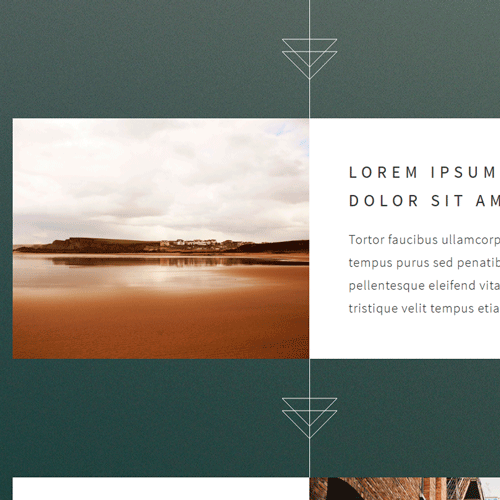 LOREM IPSUM
DOLOR SIT AM
Tortor faucibus ullamcorp
tempus purus sed penatib
pellentesque eleifend vita
tristique velit tempus etia